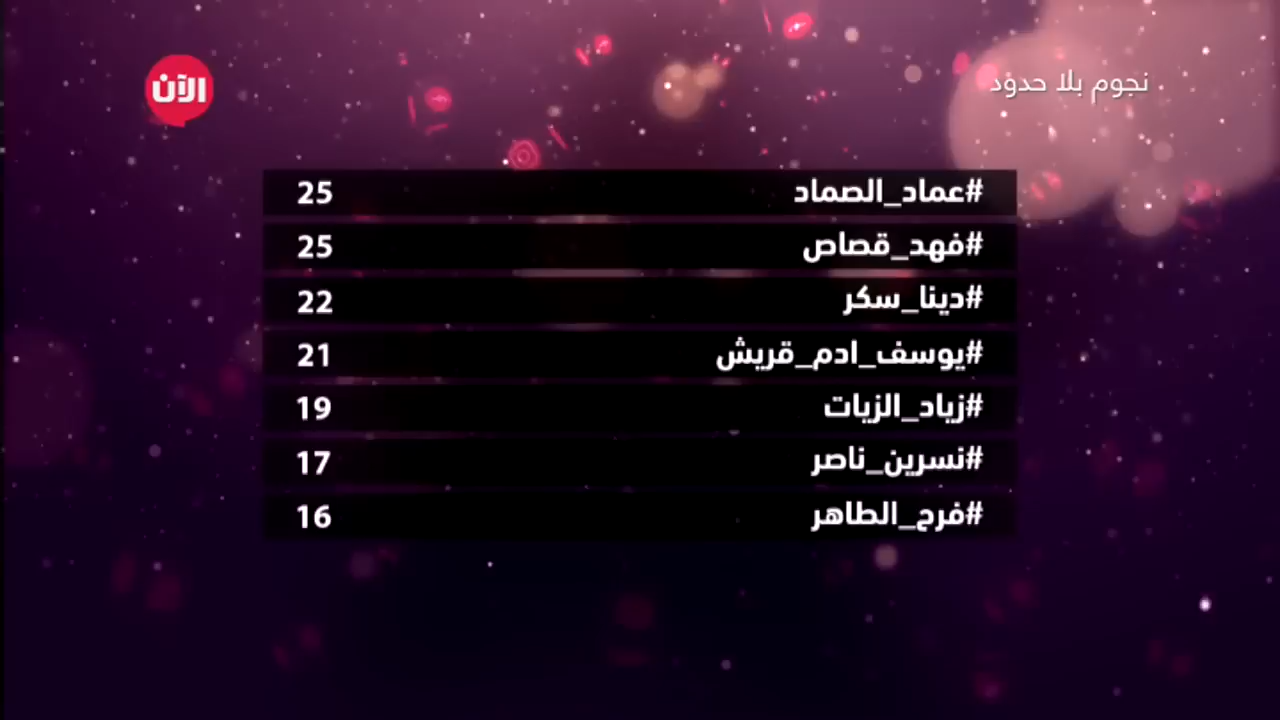 نجوم بلا حدود
الآن
#عماد_الصماد 25
#فهد_قصاص 25
#دينا_سكر 22
#يوسف_ادم_قريش 21
#زياد_الزيات 19
#نسرين_ناصر 17
#فرح_الطاهر 16